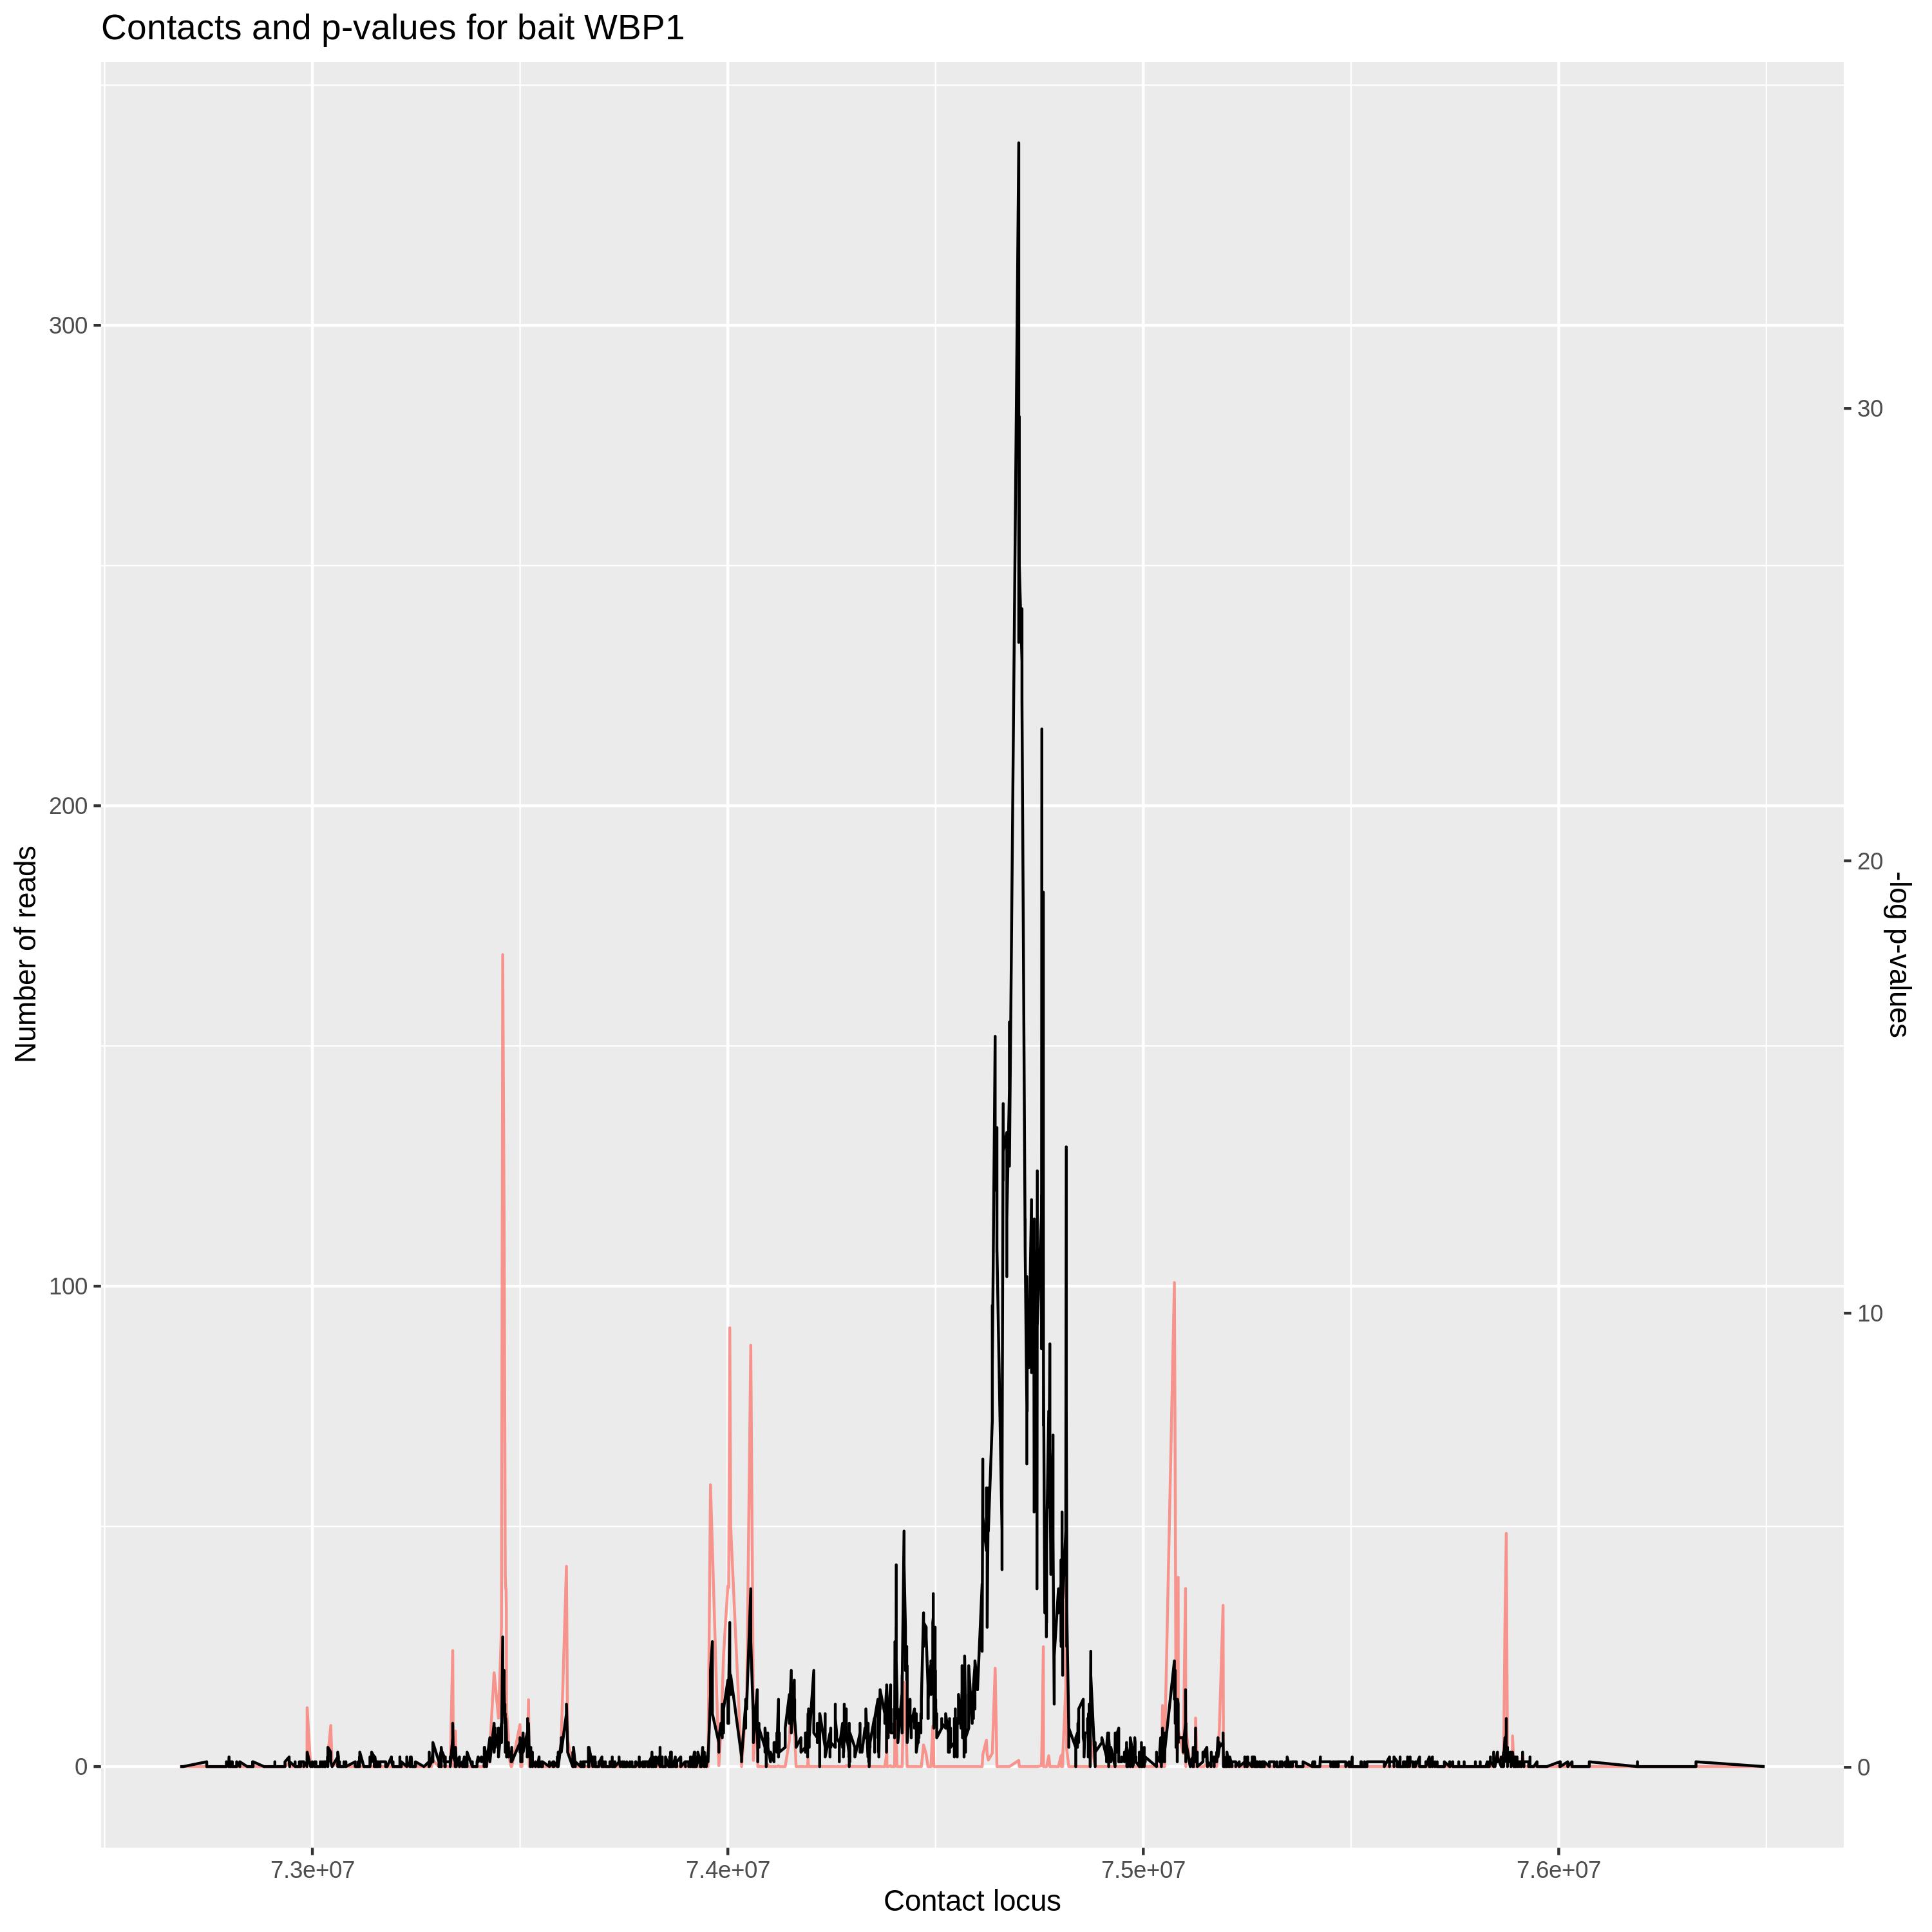 Contacts and p-values for bait WBP1
300
200
100
0
Number of reads
30
20
10
0
-log p-values
7.3e+07 7.4e+07 7.5e+07 7.6e+07
Contact locus